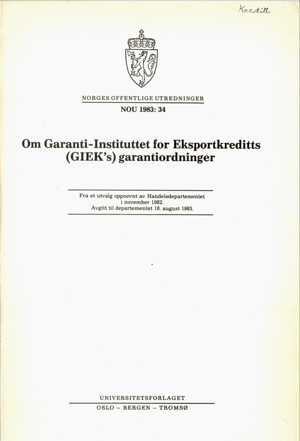 Kreditt
NORGES OFFENTLIGE UTREDNINGER
NOU 1983: 34
Om Garanti-Instituttet for Eksportkreditts
(GIEK's) garantiordninger
Fra et utvalg oppnevnt av Handelsdepartementet
i november 1982.
Avgitt til departementet 18. august 1983.
UNIVERSITETSFORLAGET
OSLO – BERGEN – TROMSØ